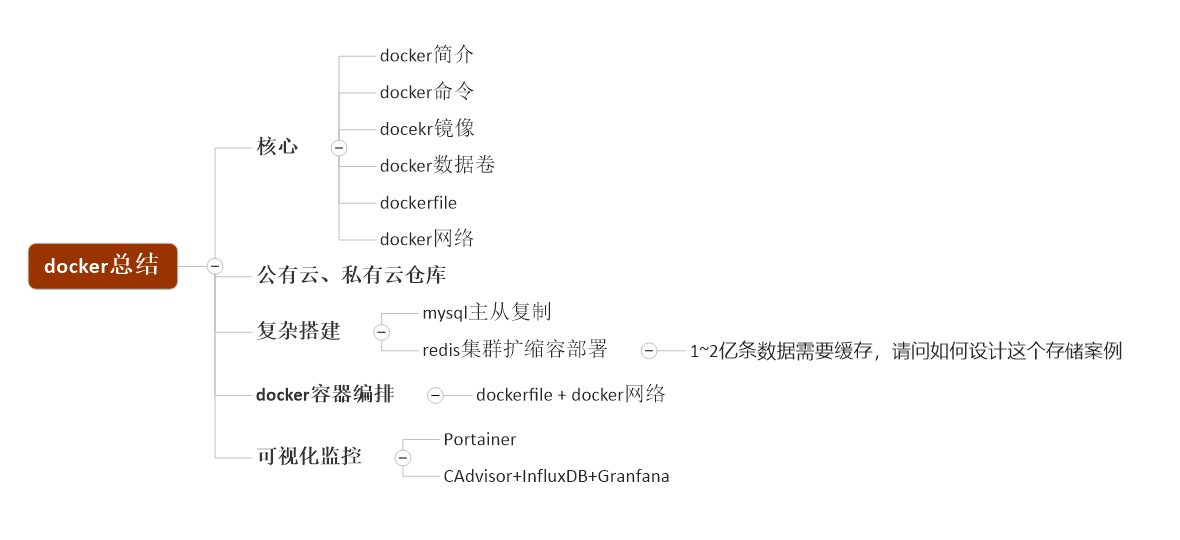 docker总结
核心
docker简介
docker命令
docekr镜像
docker数据卷
dockerfile
docker网络
公有云、私有云仓库
复杂搭建
mysql主从复制
redis集群扩缩容部署
1~2亿条数据需要缓存，请问如何设计这个存储案例
docker容器编排
dockerfile + docker网络
可视化监控
Portainer
CAdvisor+InfluxDB+Granfana